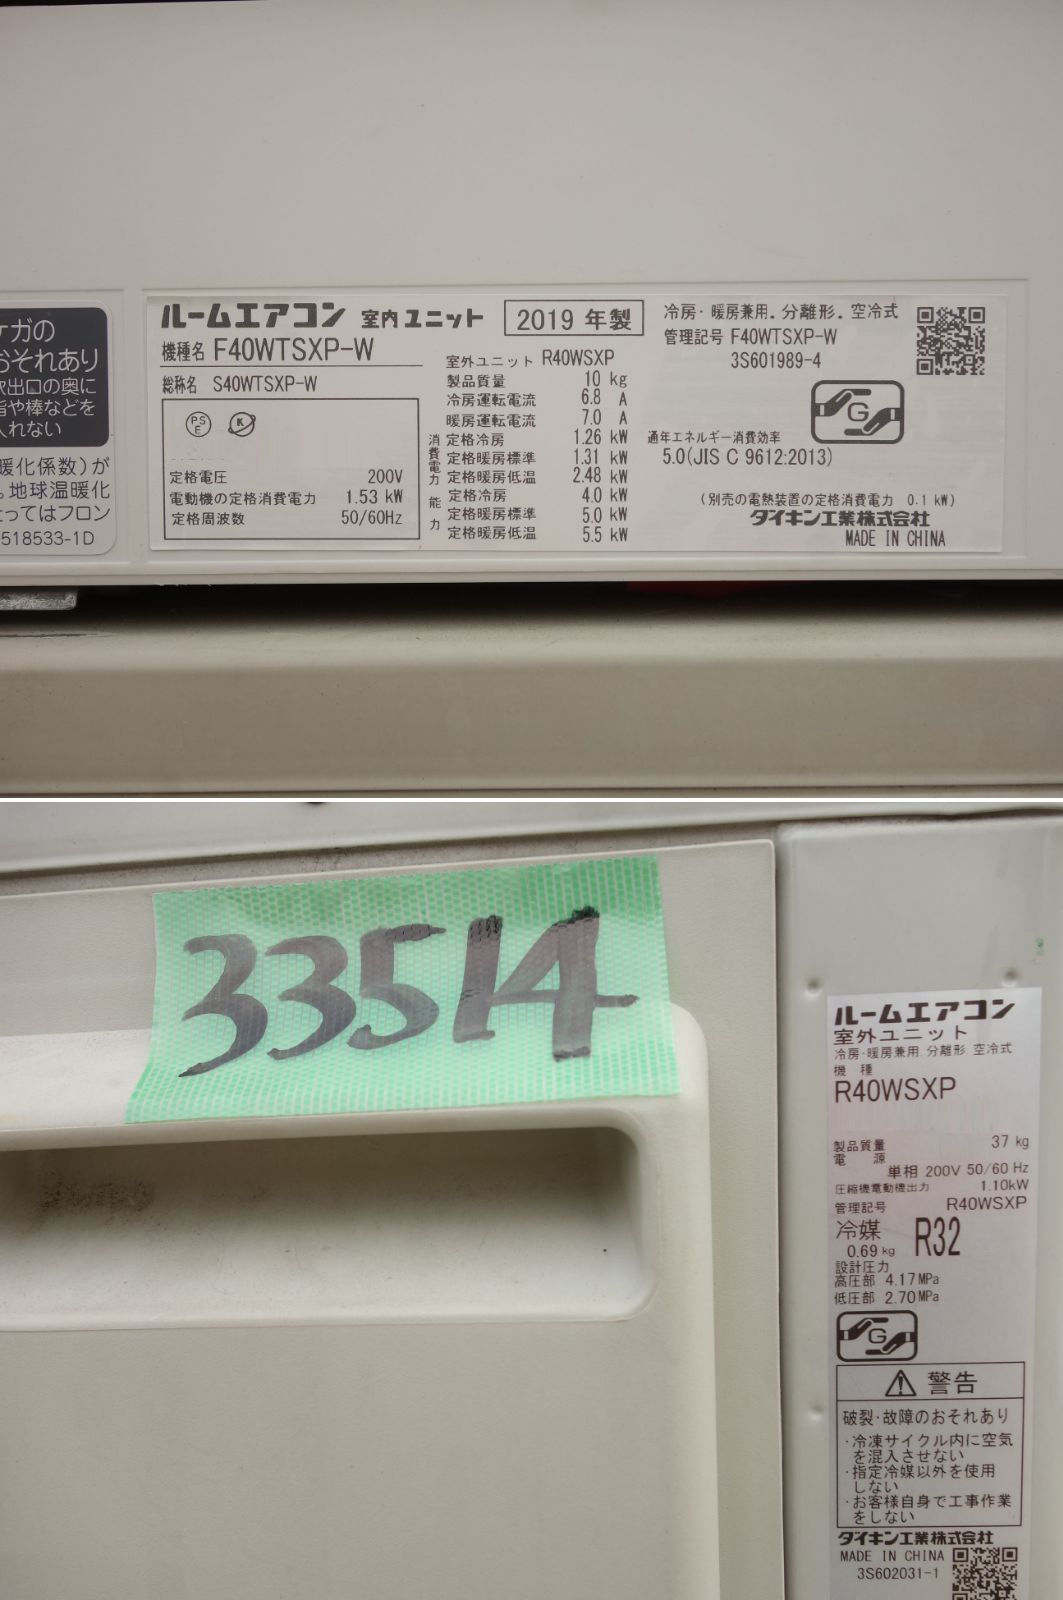 ケガの
おそれあり
吹出口の奥に
指や棒などを
入れない
暖化係数)が
。地球温暖化
たってはフロン
518533-1D
ルームエアコン 室内ユニット 2019 年製
機種名 F40WTSXP-W
総称名 S40WTSXP-W
PS
E
K
定格電圧 200V
電動機の定格消費電力 1.53 kW
定格周波数 50/60Hz
室外ユニット R40WSXP
製品質量 10 kg
冷房運転電流 6.8 A
暖房運転電流 7.0 A
消費電力
定格冷房 1.26 kW
定格暖房標準 1.31 kW
定格暖房低温 2.48 kW
能力
定格冷房 4.0 kW
定格暖房標準 5.0 kW
定格暖房低温 5.5 kW
冷房・暖房兼用．分離形．空冷式
管理記号 F40WTSXP-W
3S601989-4
G
通年エネルギー消費効率
5.0(JIS C 9612:2013)
(別売の電熱装置の定格消費電力 0.1 kW)
ダイキン工業株式会社
MADE IN CHINA
33514
ルームエアコン
室外ユニット
冷房・暖房兼用．分離形．空冷式
機 種
R40WSXP
製品質量 37 kg
電 源
単相 200V 50/60 Hz
圧縮機電動機出力 1.10kW
管理記号 R40WSXP
冷媒 R32
0.69 kg
設計圧力
高圧部 4.17 MPa
低圧部 2.70 MPa
G
警告
破裂・故障のおそれあり
・冷凍サイクル内に空気
を混入させない
・指定冷媒以外を使用
しない
・お客様自身で工事作業
をしない
ダイキン工業株式会社
MADE IN CHINA
3S602031-1